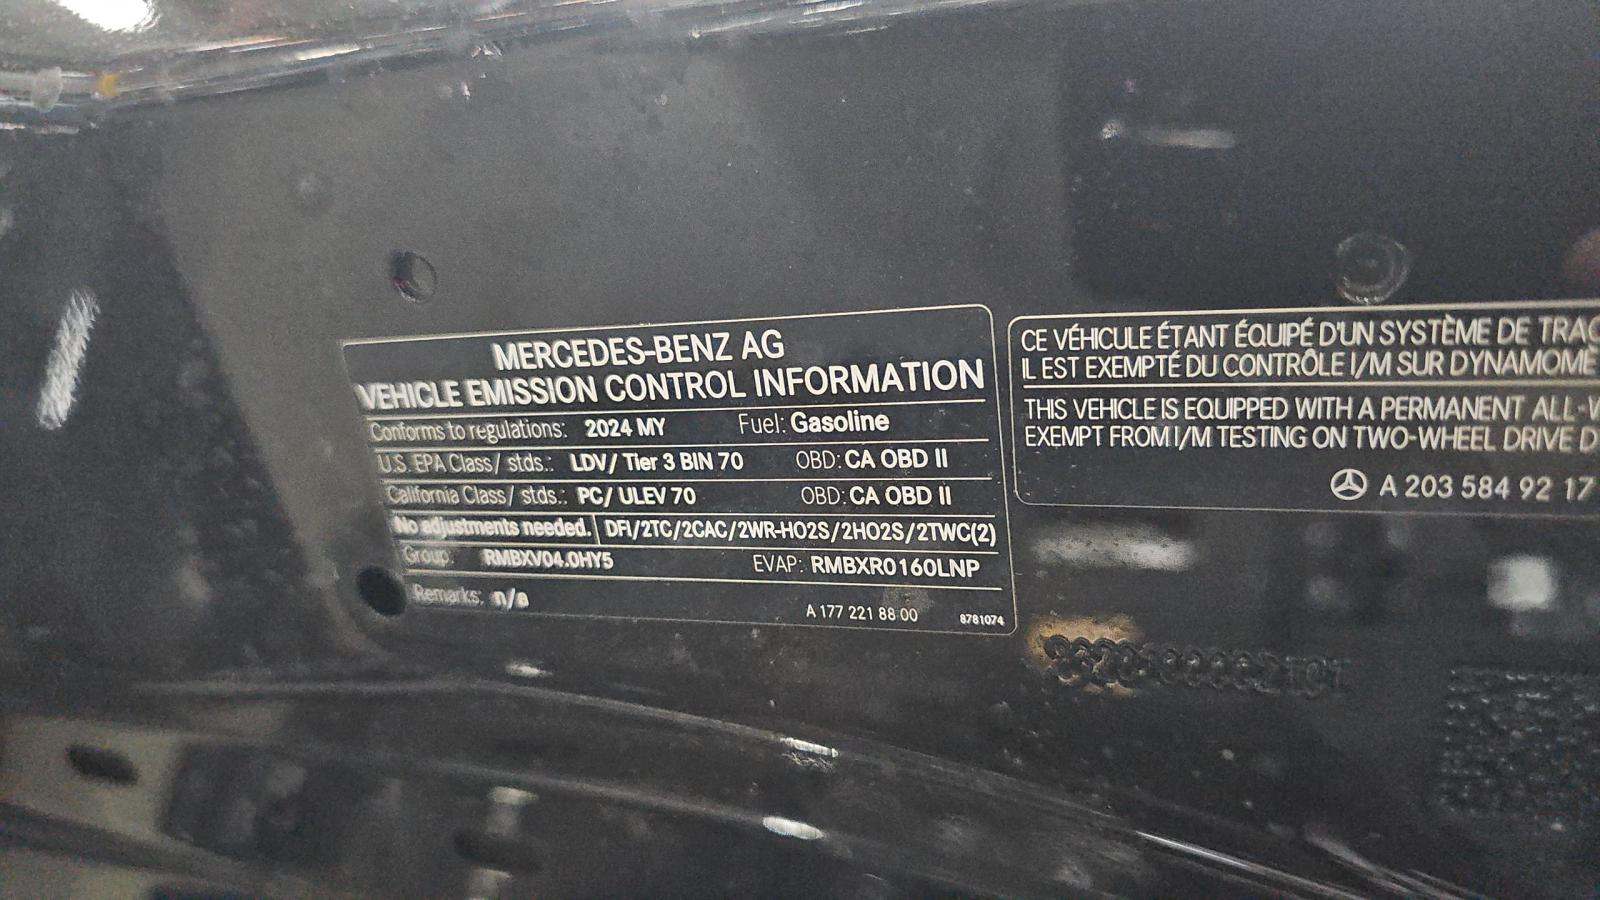 MERCEDES-BENZ AG
VEHICLE EMISSION CONTROL INFORMATION
Conforms to regulations: 2024 MY Fuel: Gasoline
U.S. EPA Class/ stds.: LDV/ Tier 3 BIN 70 OBD: CA OBD II
California Class/ stds.: PC/ ULEV 70 OBD: CA OBD II
No adjustments needed. DFI/2TC/2CAC/2WR-HO2S/2HO2S/2TWC(2)
Group: RMBXV04.0HY5 EVAP: RMBXR0160LNP
Remarks: n/a
A 177 221 88 00 8781074
CE VÉHICULE ÉTANT ÉQUIPÉ D'UN SYSTÈME DE TRAC
IL EST EXEMPTÉ DU CONTRÔLE I/M SUR DYNAMOMÈ
THIS VEHICLE IS EQUIPPED WITH A PERMANENT ALL-W
EXEMPT FROM I/M TESTING ON TWO-WHEEL DRIVE D
A 203 584 92 17